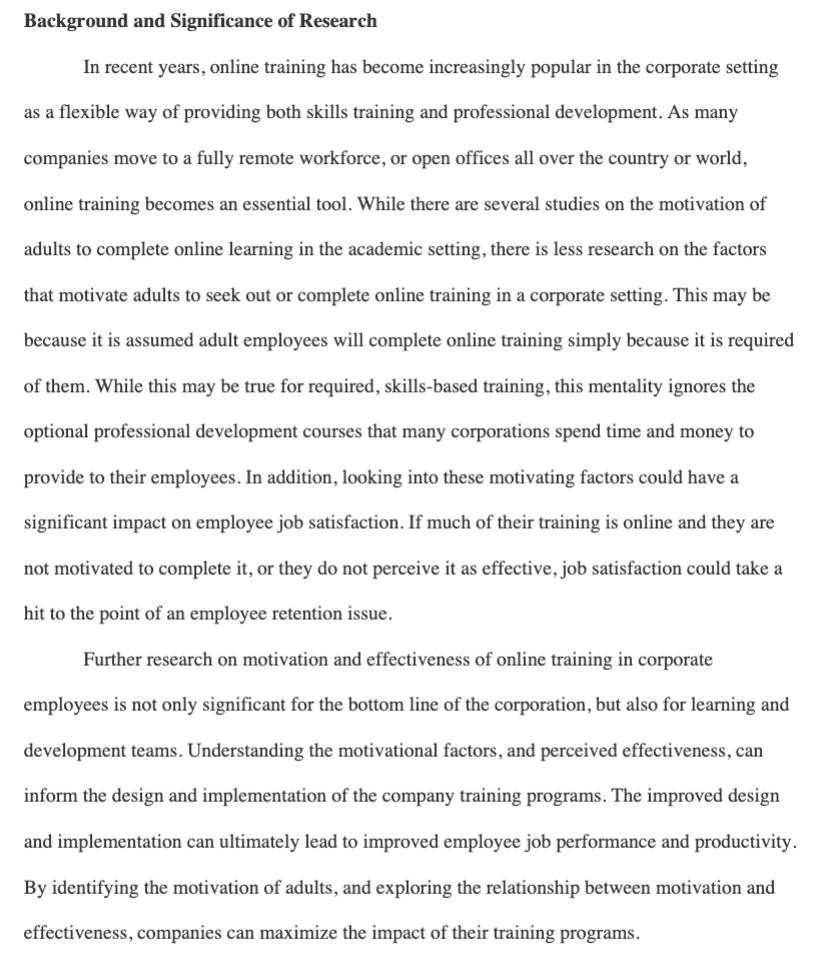 Background and Significance of Research
In recent years, online training has become increasingly popular in the corporate setting
as a flexible way of providing both skills training and professional development. As many
companies move to a fully remote workforce, or open offices all over the country or world,
online training becomes an essential tool. While there are several studies on the motivation of
adults to complete online learning in the academic setting, there is less research on the factors
that motivate adults to seek out or complete online training in a corporate setting. This may be
because it is assumed adult employees will complete online training simply because it is required
of them. While this may be true for required, skills-based training, this mentality ignores the
optional professional development courses that many corporations spend time and money to
provide to their employees. In addition, looking into these motivating factors could have a
significant impact on employee job satisfaction. If much of their training is online and they are
not motivated to complete it, or they do not perceive it as effective, job satisfaction could take a
hit to the point of an employee retention issue.
Further research on motivation and effectiveness of online training in corporate
employees is not only significant for the bottom line of the corporation, but also for learning and
development teams. Understanding the motivational factors, and perceived effectiveness, can
inform the design and implementation of the company training programs. The improved design
and implementation can ultimately lead to improved employee job performance and productivity.
By identifying the motivation of adults, and exploring the relationship between motivation and
effectiveness, companies can maximize the impact of their training programs.